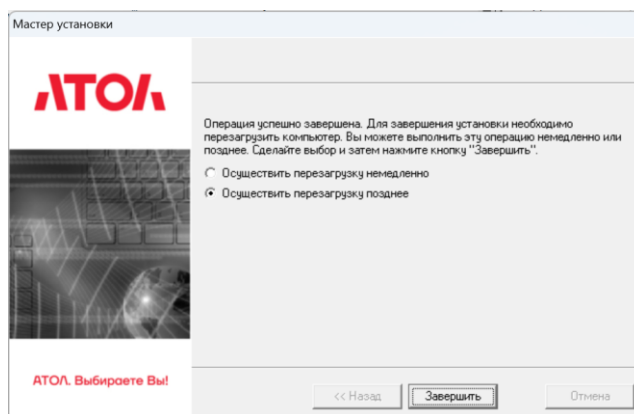 Мастер установки
АТОЛ
Операция успешно завершена. Для завершения установки необходимо
перезагрузить компьютер. Вы можете выполнить эту операцию немедленно или
позднее. Сделайте выбор и затем нажмите кнопку "Завершить".
Осуществить перезагрузку немедленно
Осуществить перезагрузку позднее
АТОЛ. Выбираете Вы!
<< Назад
Завершить
Отмена